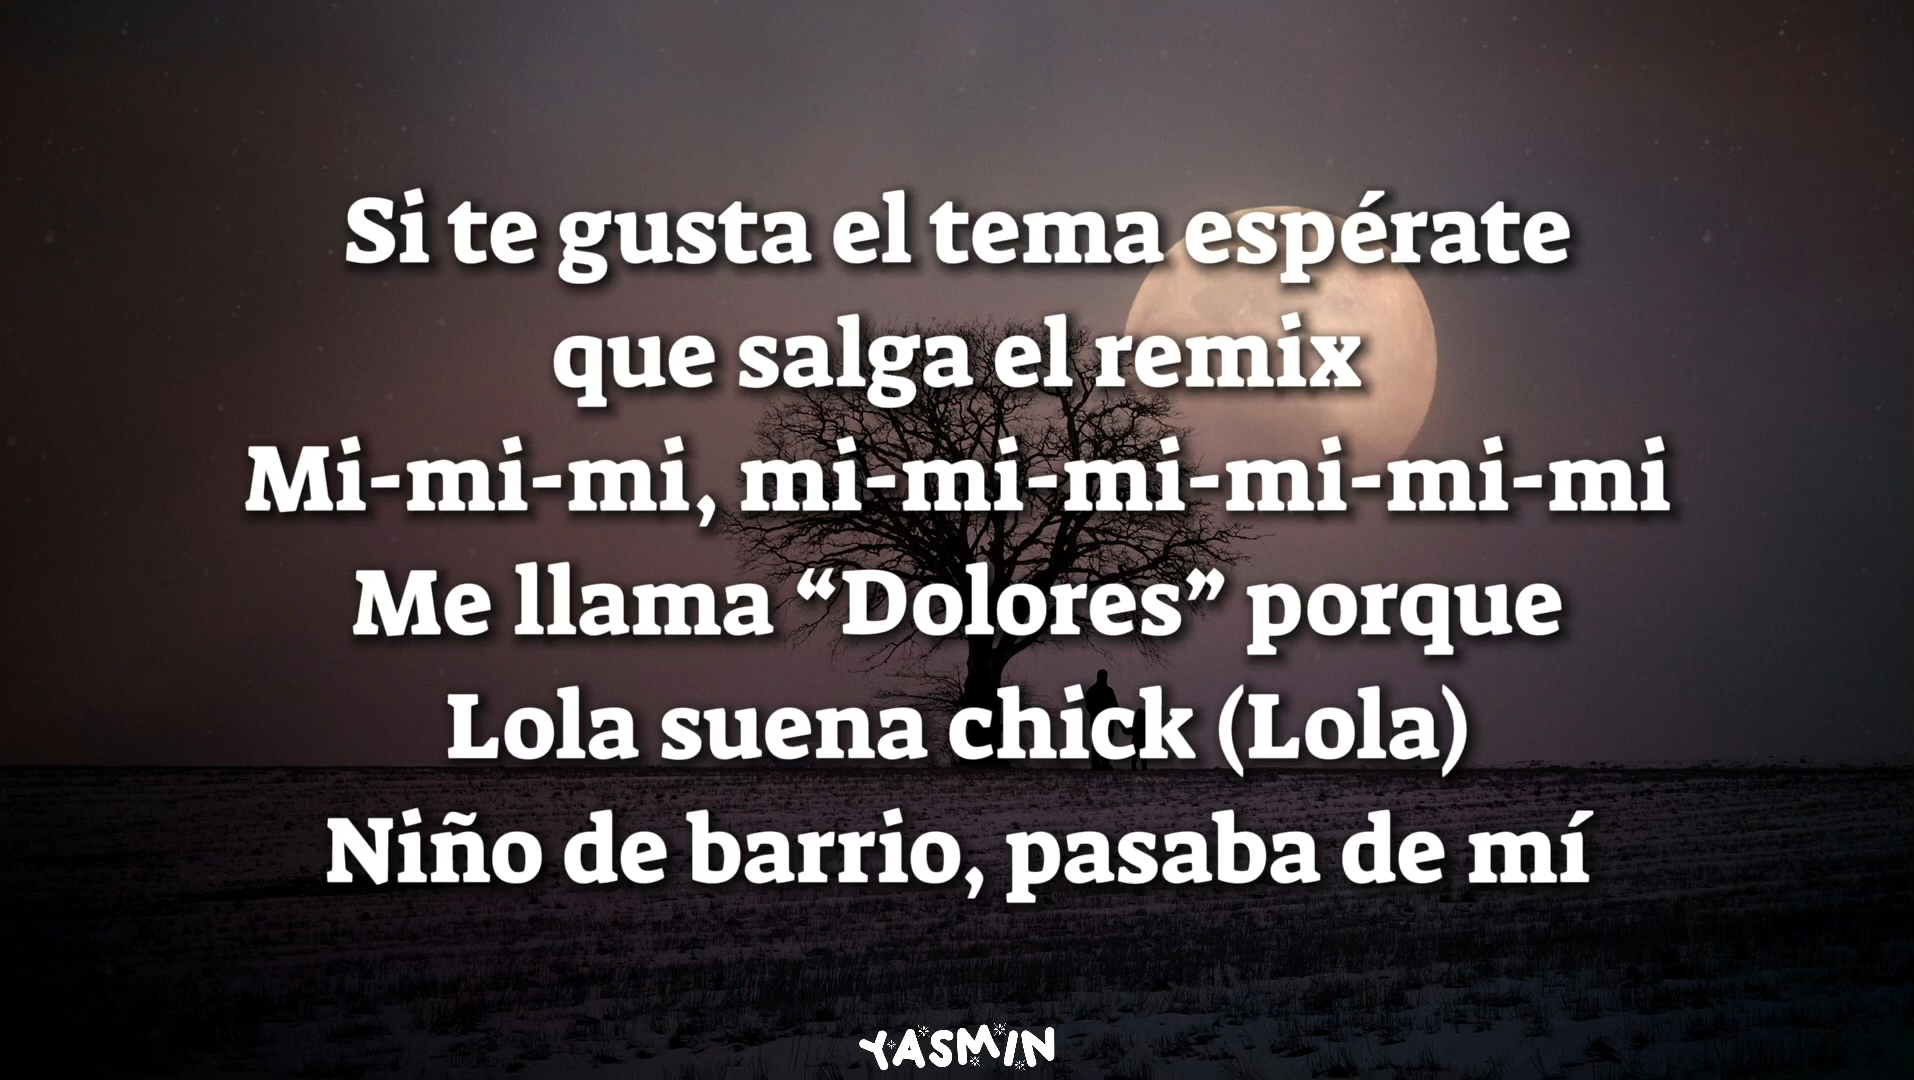 Si te gusta el tema espérate
que salga el remix
Mi-mi-mi, mi-mi-mi-mi-mi-mi
Me llama “Dolores” porque
Lola suena chick (Lola)
Niño de barrio, pasaba de mí
YASMIN